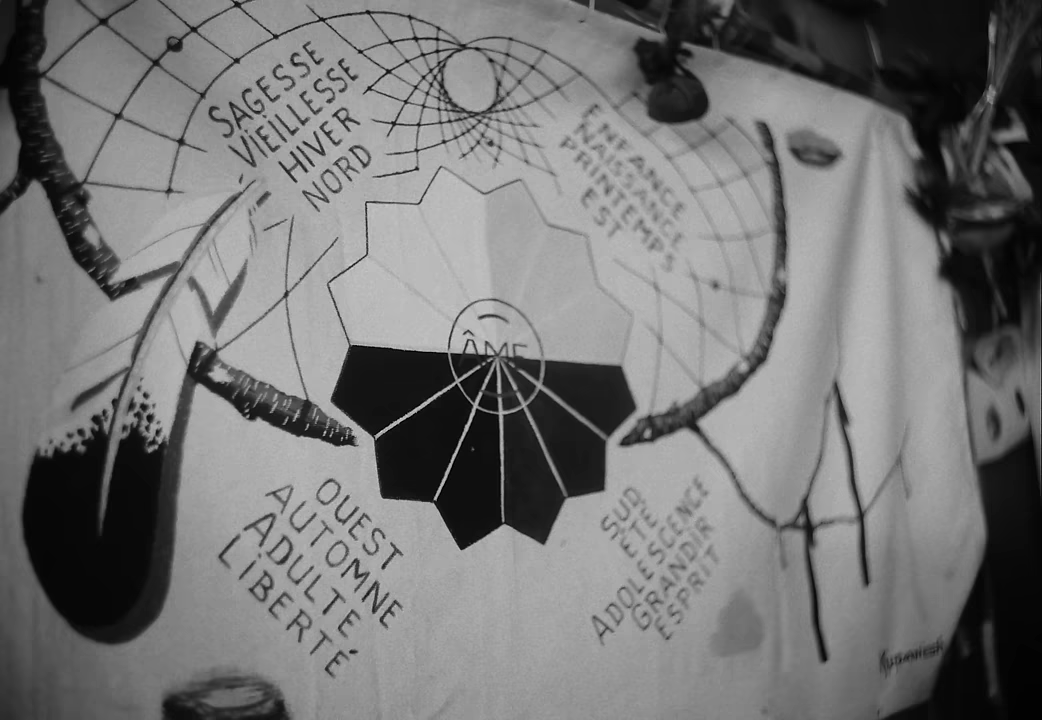 SAGESSE
VIEILLESSE
HIVER
NORD
ENFANCE
NAISSANCE
PRINTEMPS
EST
ÂME
OUEST
AUTOMNE
ADULTE
LIBERTÉ
SUD
ÉTÉ
ADOLESCENCE
GRANDIR
ESPRIT